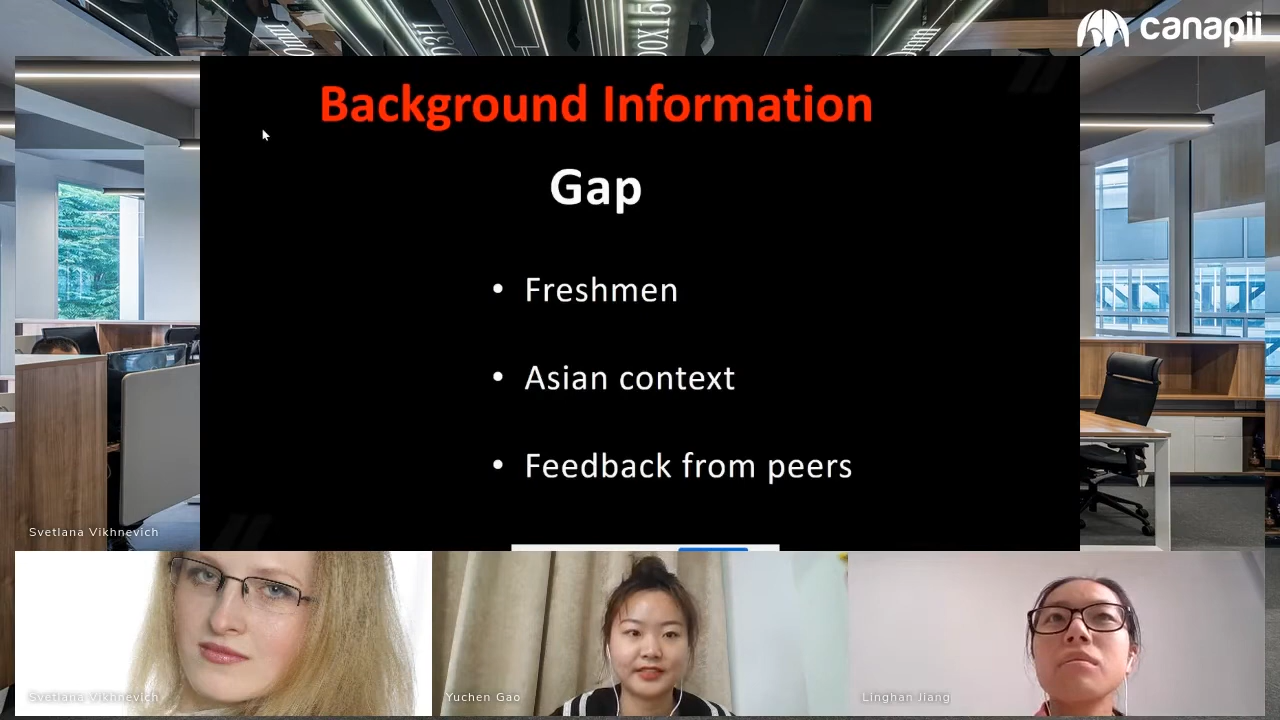 canapii
Background Information
Gap
• Freshmen
• Asian context
• Feedback from peers
Svetlana Vikhnevich
Svetlana Vikhnevich
Yuchen Gao
Linghan Jiang